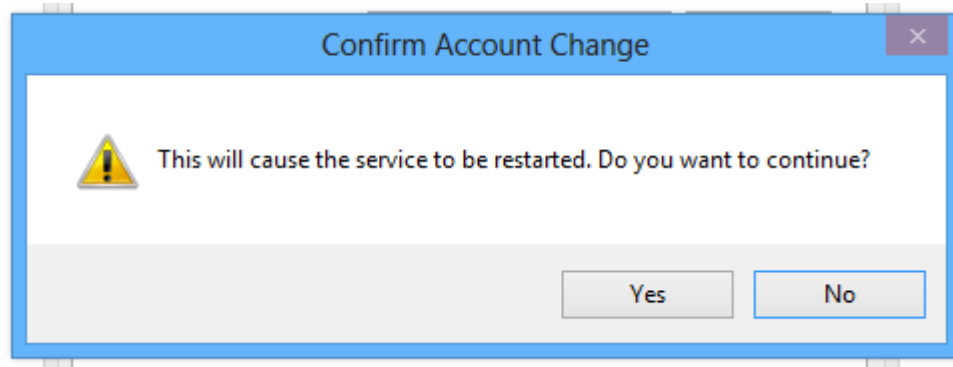 Confirm Account Change
This will cause the service to be restarted. Do you want to continue?
Yes
No